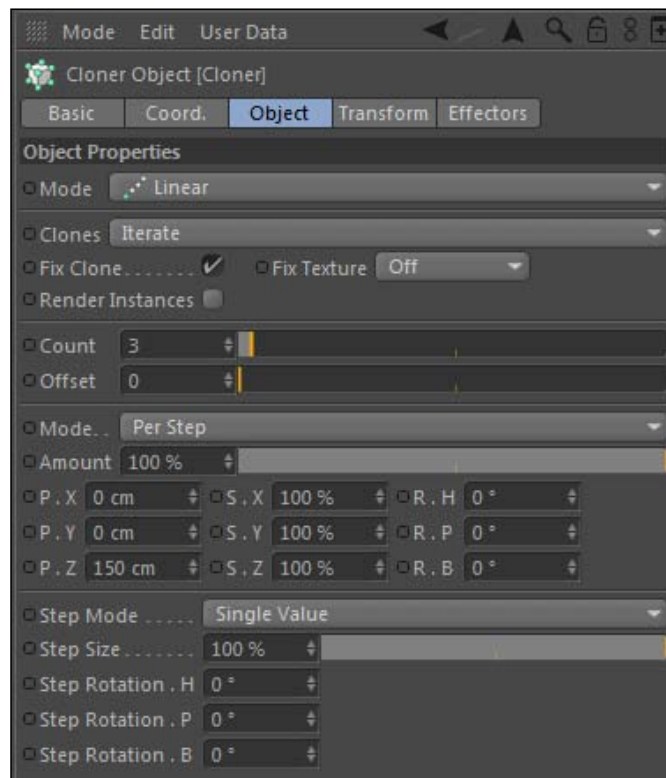 Mode Edit User Data
Cloner Object [Cloner]
Basic Coord. Object Transform Effectors
Object Properties
Mode Linear
Clones Iterate
Fix Clone....... Fix Texture Off
Render Instances
Count 3
Offset 0
Mode.. Per Step
Amount 100 %
P . X 0 cm S . X 100 % R . H 0 °
P . Y 0 cm S . Y 100 % R . P 0 °
P . Z 150 cm S . Z 100 % R . B 0 °
Step Mode ..... Single Value
Step Size....... 100 %
Step Rotation . H 0 °
Step Rotation . P 0 °
Step Rotation . B 0 °